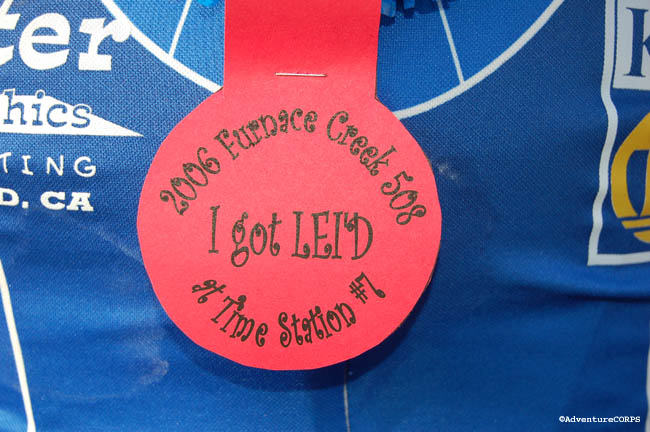 2006 Furnace Creek 508
I got LEI'D
at Time Station #7
ter
hics
TING
D. CA
K
©AdventureCORPS